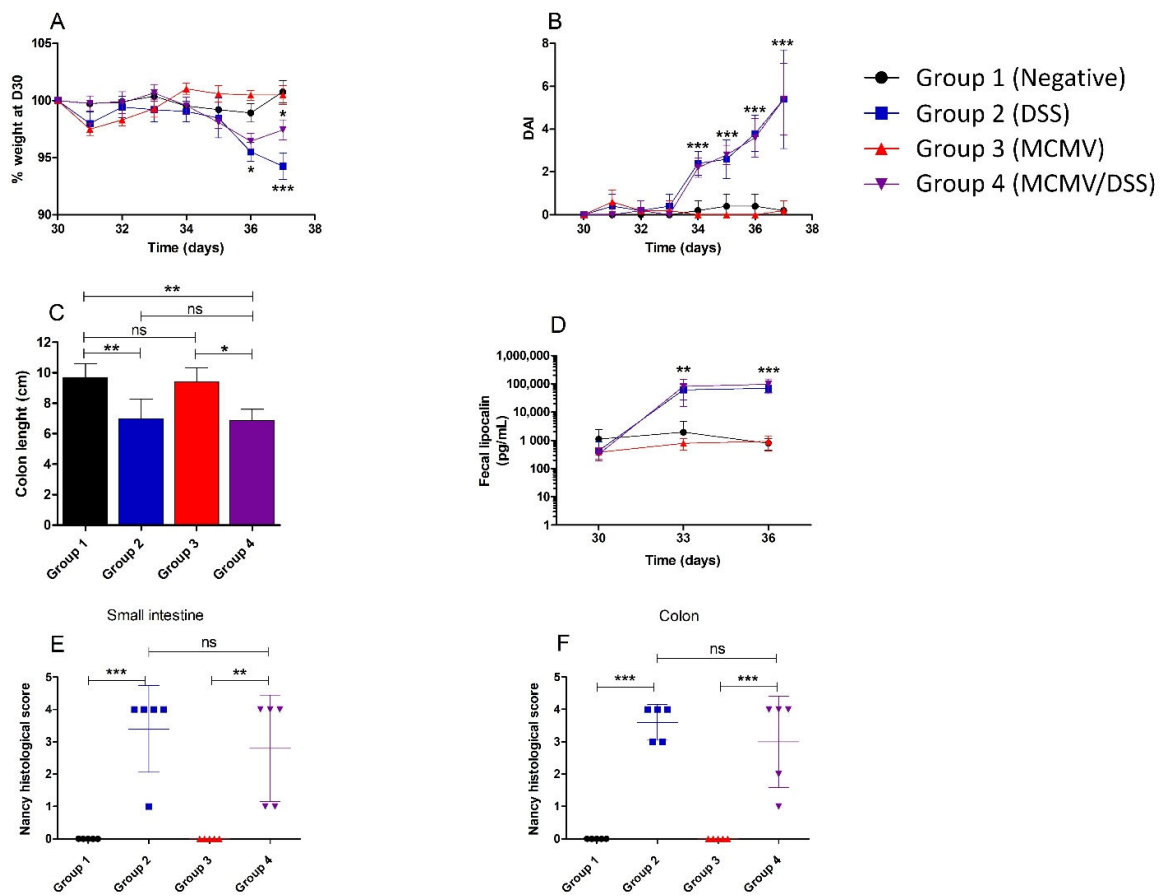 A
105
100
95
90
% weight at D30
*
*
***
30 32 34 36 38
Time (days)
B
8
6
4
2
0
DAI
***
***
***
***
30 32 34 36 38
Time (days)
Group 1 (Negative)
Group 2 (DSS)
Group 3 (MCMV)
Group 4 (MCMV/DSS)
C
**
ns
ns
**
*
12
10
8
6
4
2
0
Colon lenght (cm)
Group 1 Group 2 Group 3 Group 4
D
1,000,000
100,000
10,000
1 000
100
10
1
Fecal lipocalin
(pg/mL)
**
***
30 33 36
Time (days)
Small intestine
E
ns
***
**
5
4
3
2
1
0
Nancy histological score
Group 1 Group 2 Group 3 Group 4
Colon
F
ns
***
***
5
4
3
2
1
0
Nancy histological score
Group 1 Group 2 Group 3 Group 4